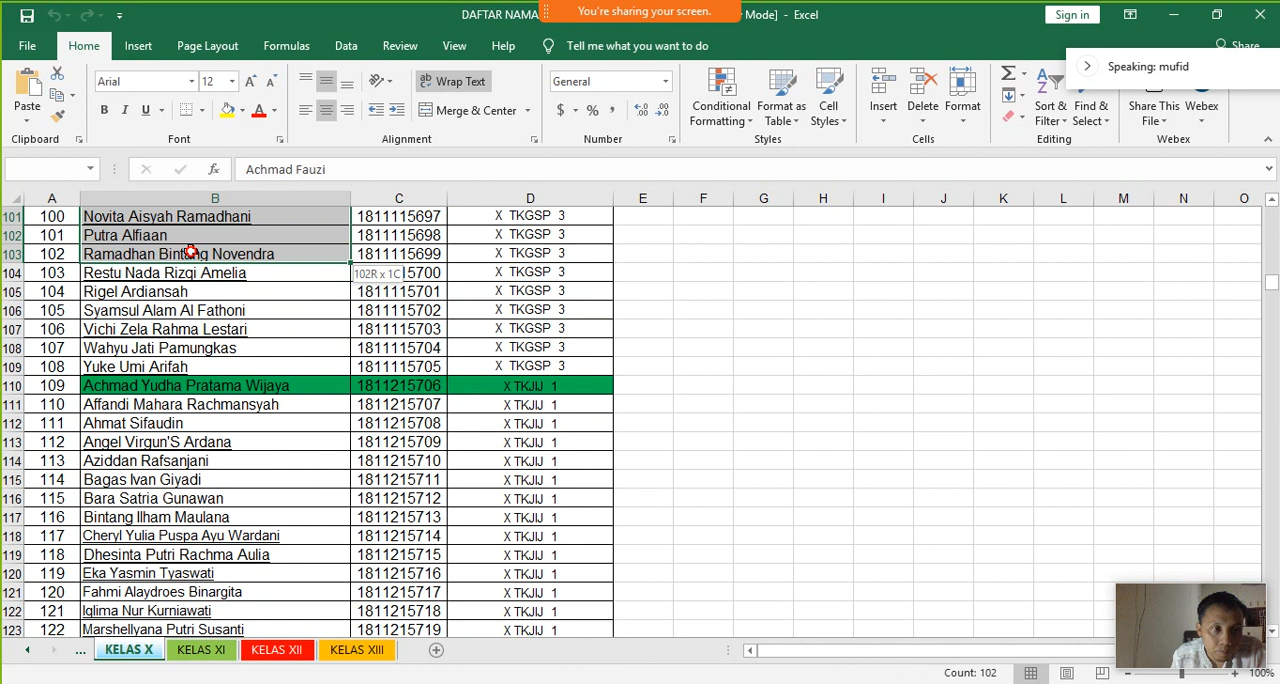 DAFTAR NAMA
You're sharing your screen.
Mode] - Excel
Sign in
File Home Insert Page Layout Formulas Data Review View Help Tell me what you want to do
Share
Speaking: mufid
Paste
Arial
12
B I U
A A
Wrap Text
Merge & Center
General
$ % ,
Conditional Formatting
Format as Table
Cell Styles
Insert
Delete
Format
Sort & Filter
Find & Select
Share This File
Webex
Clipboard Font Alignment Number Styles Cells Editing Webex
fx Achmad Fauzi
A B C D E F G H I J K L M N O
101 100 Novita Aisyah Ramadhani 1811115697 X TKGSP 3
102 101 Putra Alfiaan 1811115698 X TKGSP 3
103 102 Ramadhan Bintang Novendra 1811115699 X TKGSP 3
104 103 Restu Nada Rizqi Amelia 15700 X TKGSP 3
102R x 1C
105 104 Rigel Ardiansah 1811115701 X TKGSP 3
106 105 Syamsul Alam Al Fathoni 1811115702 X TKGSP 3
107 106 Vichi Zela Rahma Lestari 1811115703 X TKGSP 3
108 107 Wahyu Jati Pamungkas 1811115704 X TKGSP 3
109 108 Yuke Umi Arifah 1811115705 X TKGSP 3
110 109 Achmad Yudha Pratama Wijaya 1811215706 X TKJIJ 1
111 110 Affandi Mahara Rachmansyah 1811215707 X TKJIJ 1
112 111 Ahmat Sifaudin 1811215708 X TKJIJ 1
113 112 Angel Virgun'S Ardana 1811215709 X TKJIJ 1
114 113 Aziddan Rafsanjani 1811215710 X TKJIJ 1
115 114 Bagas Ivan Giyadi 1811215711 X TKJIJ 1
116 115 Bara Satria Gunawan 1811215712 X TKJIJ 1
117 116 Bintang Ilham Maulana 1811215713 X TKJIJ 1
118 117 Cheryl Yulia Puspa Ayu Wardani 1811215714 X TKJIJ 1
119 118 Dhesinta Putri Rachma Aulia 1811215715 X TKJIJ 1
120 119 Eka Yasmin Tyaswati 1811215716 X TKJIJ 1
121 120 Fahmi Alaydroes Binargita 1811215717 X TKJIJ 1
122 121 Iqlima Nur Kurniawati 1811215718 X TKJIJ 1
123 122 Marshellyana Putri Susanti 1811215719 X TKJIJ 1
... KELAS X KELAS XI KELAS XII KELAS XIII
Count: 102
100%